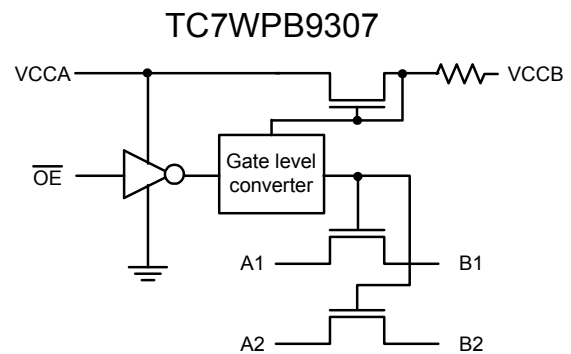 TC7WPB9307
VCCA
VCCB
OE
Gate level
converter
A1
B1
A2
B2